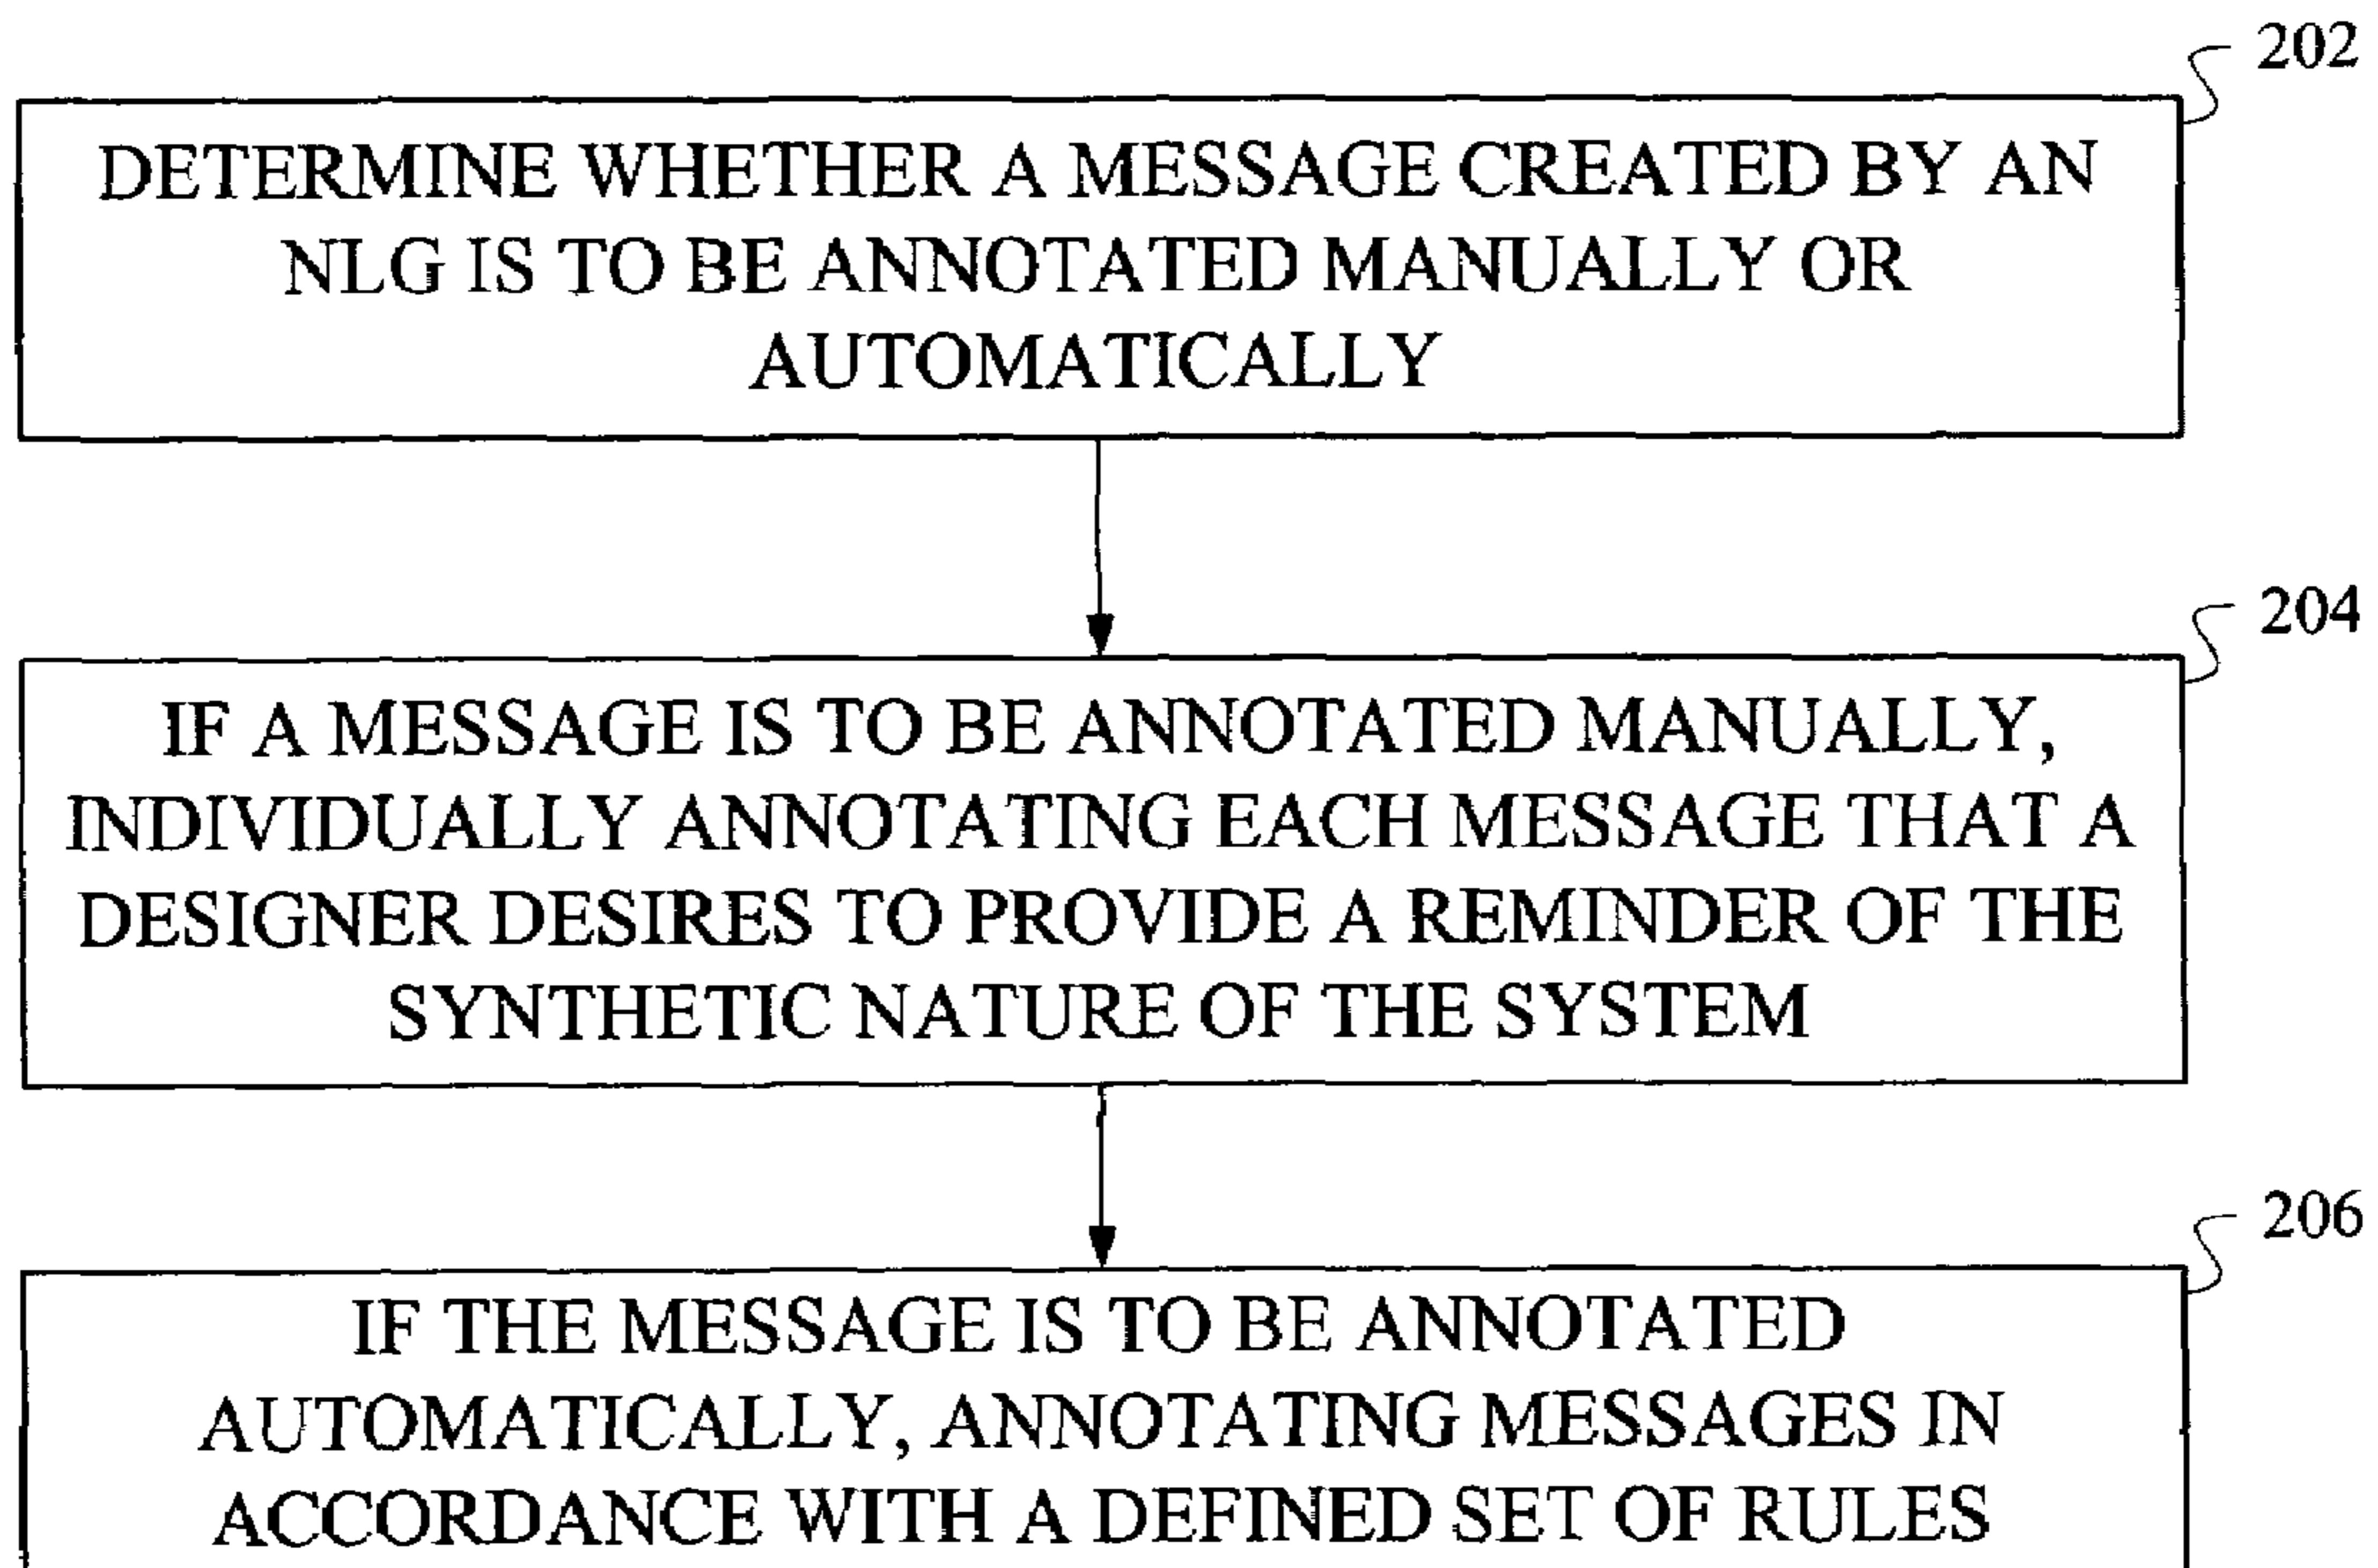 202
DETERMINE WHETHER A MESSAGE CREATED BY AN
NLG IS TO BE ANNOTATED MANUALLY OR
AUTOMATICALLY
204
IF A MESSAGE IS TO BE ANNOTATED MANUALLY,
INDIVIDUALLY ANNOTATING EACH MESSAGE THAT A
DESIGNER DESIRES TO PROVIDE A REMINDER OF THE
SYNTHETIC NATURE OF THE SYSTEM
206
IF THE MESSAGE IS TO BE ANNOTATED
AUTOMATICALLY, ANNOTATING MESSAGES IN
ACCORDANCE WITH A DEFINED SET OF RULES